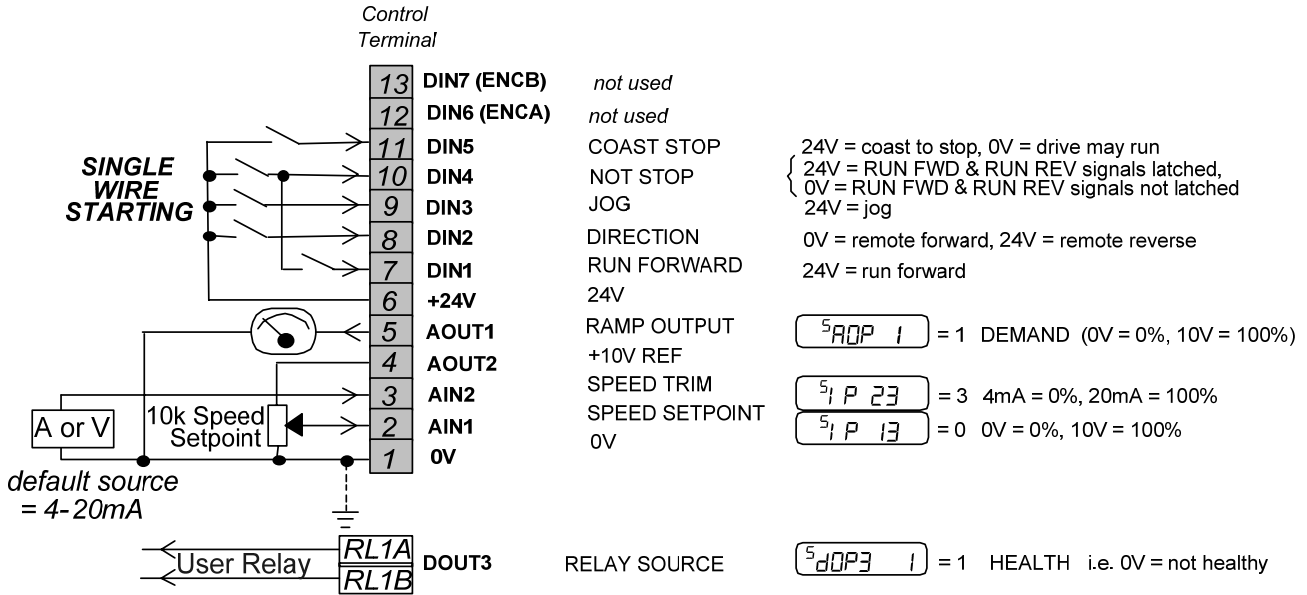 Control
Terminal
13 DIN7 (ENCB) not used
12 DIN6 (ENCA) not used
11 DIN5 COAST STOP 24V = coast to stop, 0V = drive may run
SINGLE
WIRE
STARTING
10 DIN4 NOT STOP 24V = RUN FWD & RUN REV signals latched,
0V = RUN FWD & RUN REV signals not latched
9 DIN3 JOG 24V = jog
8 DIN2 DIRECTION 0V = remote forward, 24V = remote reverse
7 DIN1 RUN FORWARD 24V = run forward
6 +24V 24V
5 AOUT1 RAMP OUTPUT SAOP 1 = 1 DEMAND (0V = 0%, 10V = 100%)
4 AOUT2 +10V REF
3 AIN2 SPEED TRIM SIP 23 = 3 4mA = 0%, 20mA = 100%
A or V
10k Speed
Setpoint
2 AIN1 SPEED SETPOINT SIP 13 = 0 0V = 0%, 10V = 100%
1 0V 0V
default source
= 4-20mA
User Relay
RL1A
RL1B
DOUT3 RELAY SOURCE SdOP3 1 = 1 HEALTH i.e. 0V = not healthy